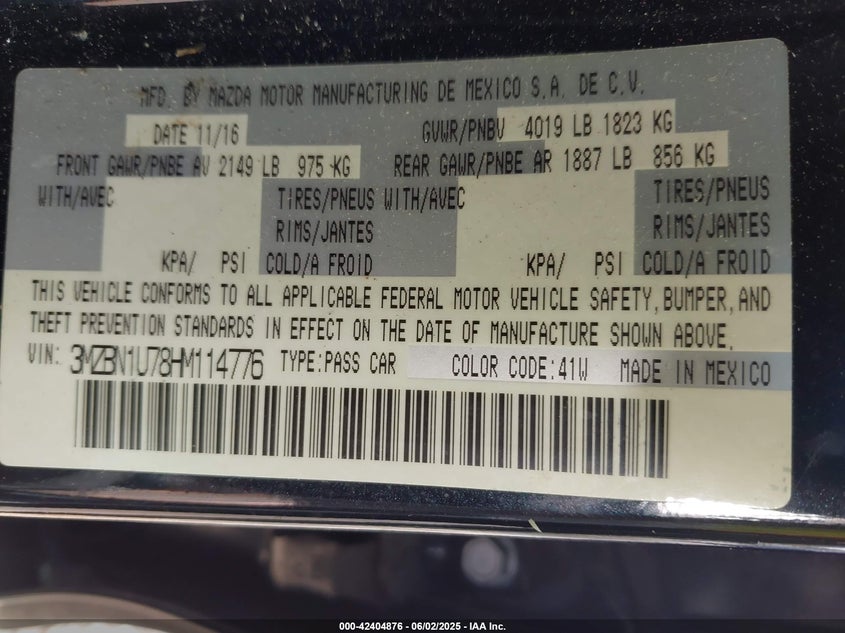 MFD. BY MAZDA MOTOR MANUFACTURING DE MEXICO S.A. DE C.V.
DATE 11/16 GVWR/PNBV 4019 LB 1823 KG
FRONT GAWR/PNBE AV 2149 LB 975 KG REAR GAWR/PNBE AR 1887 LB 856 KG
WITH/AVEC TIRES/PNEUS WITH/AVEC TIRES/PNEUS
RIMS/JANTES RIMS/JANTES
KPA/ PSI COLD/A FROID KPA/ PSI COLD/A FROID
THIS VEHICLE CONFORMS TO ALL APPLICABLE FEDERAL MOTOR VEHICLE SAFETY, BUMPER, AND
THEFT PREVENTION STANDARDS IN EFFECT ON THE DATE OF MANUFACTURE SHOWN ABOVE.
VIN: 3MZBN1U78HM114776 TYPE:PASS CAR COLOR CODE:41W MADE IN MEXICO
000-42404876 - 06/02/2025 - IAA Inc.